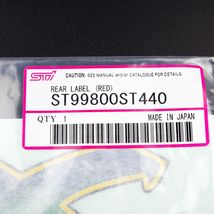 STI
CAUTION: SEE MANUAL and/or CATALOGUE FOR DETAILS
REAR LABEL (RED)
ST99800ST440
QTY 1 MADE IN JAPAN